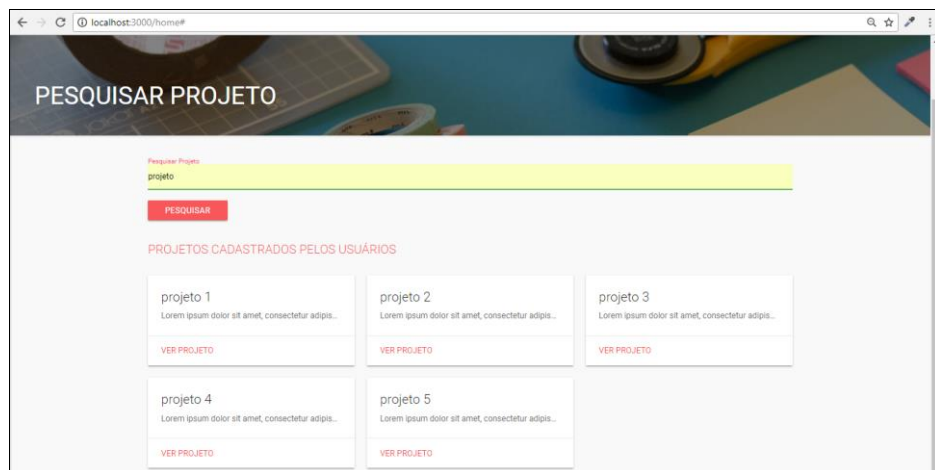 localhost:3000/home#
PESQUISAR PROJETO
Pesquisar Projeto
projeto
PESQUISAR
PROJETOS CADASTRADOS PELOS USUÁRIOS
projeto 1
Lorem ipsum dolor sit amet, consectetur adipis...
VER PROJETO
projeto 2
Lorem ipsum dolor sit amet, consectetur adipis...
VER PROJETO
projeto 3
Lorem ipsum dolor sit amet, consectetur adipis...
VER PROJETO
projeto 4
Lorem ipsum dolor sit amet, consectetur adipis...
VER PROJETO
projeto 5
Lorem ipsum dolor sit amet, consectetur adipis...
VER PROJETO